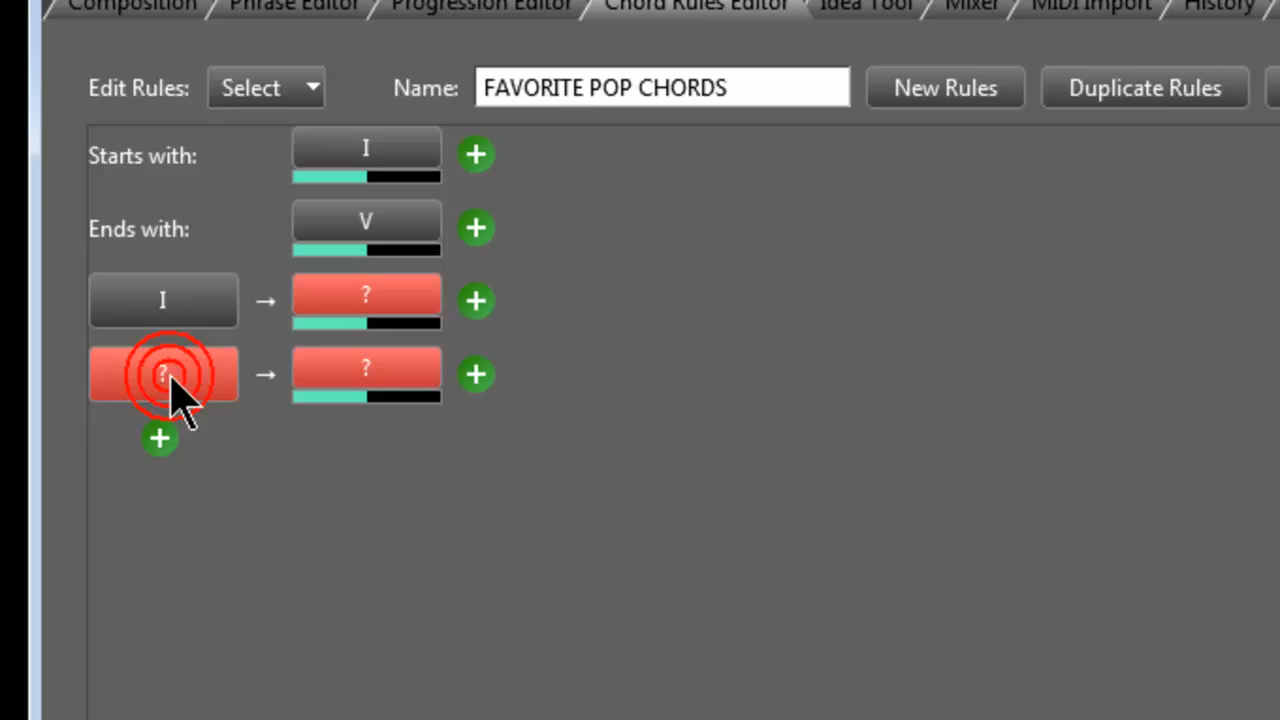 Composition Phrase Editor Progression Editor Chord Rules Editor Idea Tool Mixer MIDI Import History
Edit Rules: Select Name: FAVORITE POP CHORDS New Rules Duplicate Rules
Starts with: I +
Ends with: V +
I → ? +
? → ? +
+